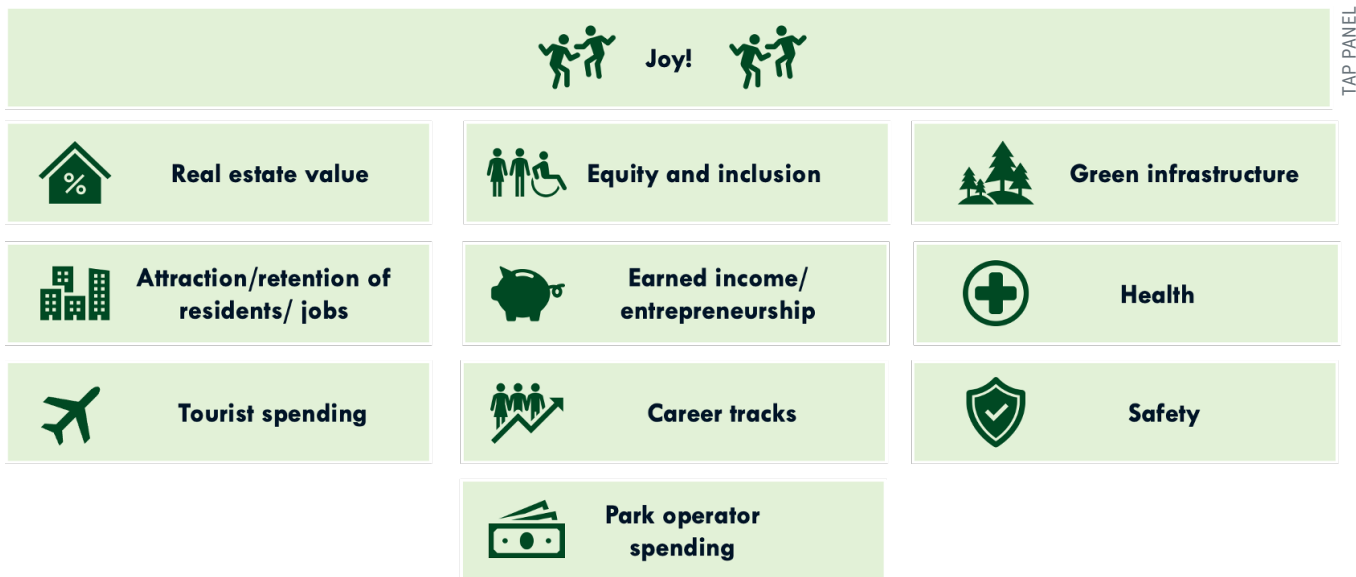 Joy!
TAP PANEL
Real estate value
Equity and inclusion
Green infrastructure
Attraction/retention of
residents/ jobs
Earned income/
entrepreneurship
Health
Tourist spending
Career tracks
Safety
Park operator
spending